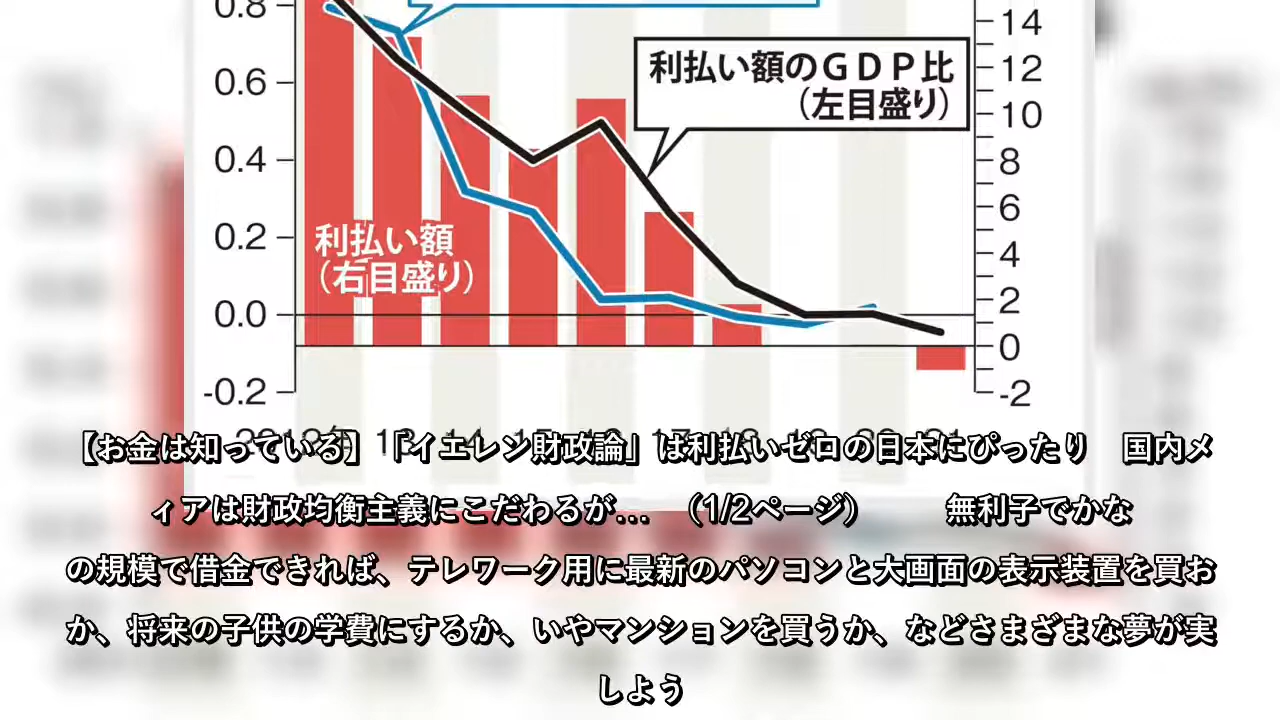 0.8
0.6
0.4
0.2
0.0
-0.2
14
12
10
8
6
4
2
0
-2
利払い額のGDP比
(左目盛り)
利払い額
(右目盛り)
【お金は知っている】「イエレン財政論」は利払いゼロの日本にぴったり　国内メ
ィアは財政均衡主義にこだわるが… (1/2ページ)　　無利子でかな
の規模で借金できれば、テレワーク用に最新のパソコンと大画面の表示装置を買お
か、将来の子供の学費にするか、いやマンションを買うか、などさまざまな夢が実
しよう